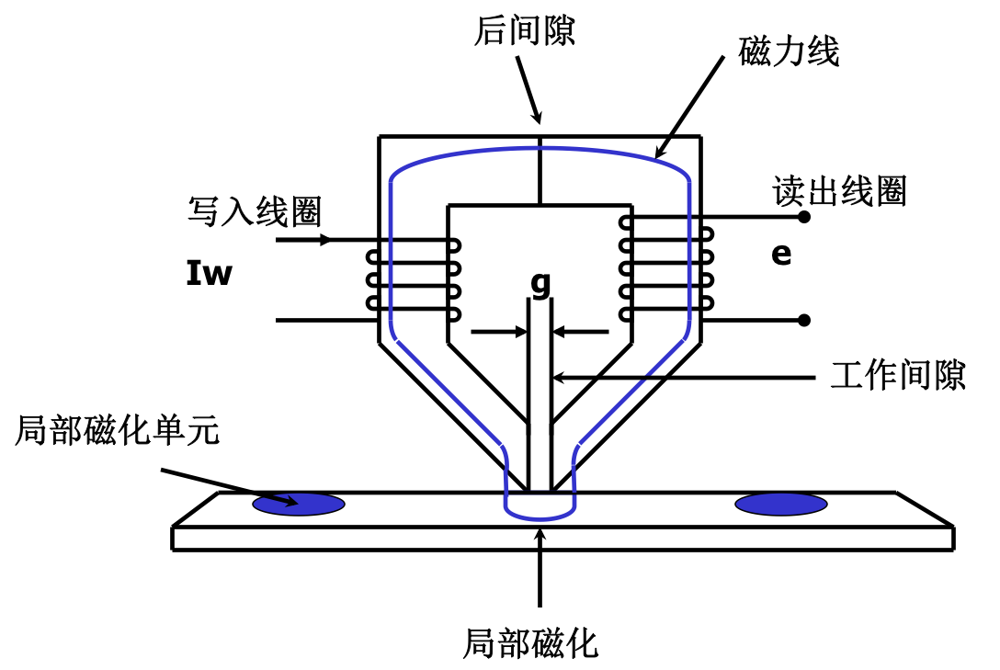 后间隙
磁力线
读出线圈
写入线圈
e
Iw
g
工作间隙
局部磁化单元
局部磁化